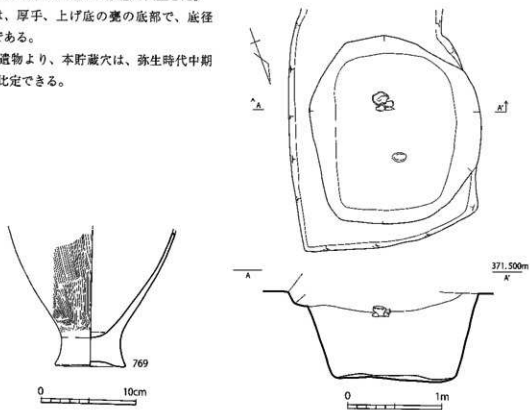 は、厚手、上げ底の甕の底部で、底径
である。
遺物より、本貯蔵穴は、弥生時代中期
比定できる。
A
A'
371.500m
A
A'
769
0
10cm
0
1m